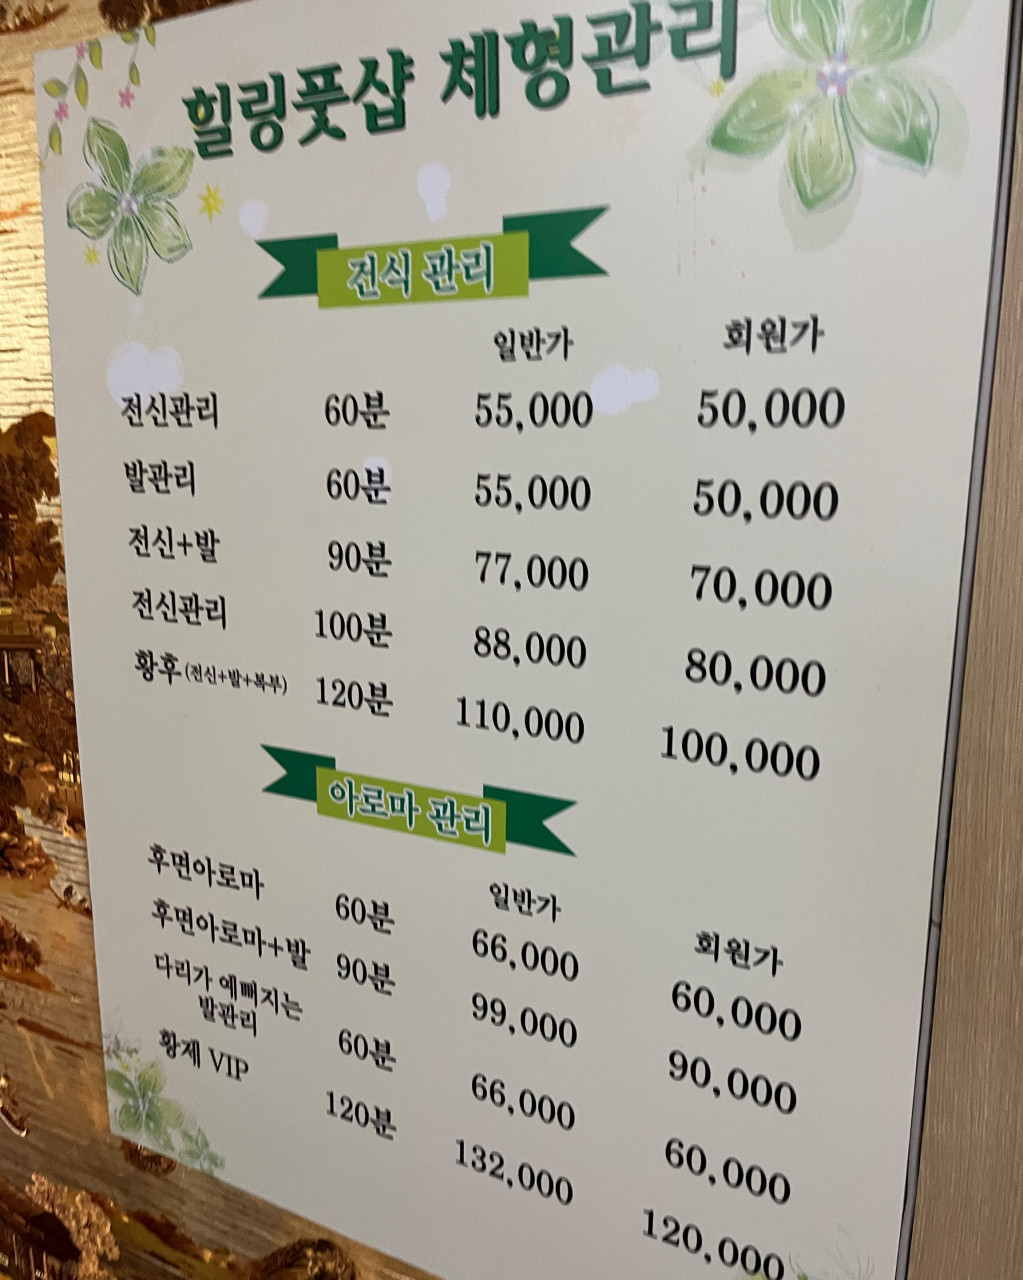 힐링풋샵 체형관리
건식 관리
일반가 회원가
전신관리 60분 55,000 50,000
발관리 60분 55,000 50,000
전신+발 90분 77,000 70,000
전신관리 100분 88,000 80,000
황후(전신+발+복부) 120분 110,000 100,000
아로마 관리
일반가 회원가
후면아로마 60분 66,000 60,000
후면아로마+발 90분 99,000 90,000
다리가 예뻐지는
발관리 60분 66,000 60,000
황제 VIP 120분 132,000 120,000